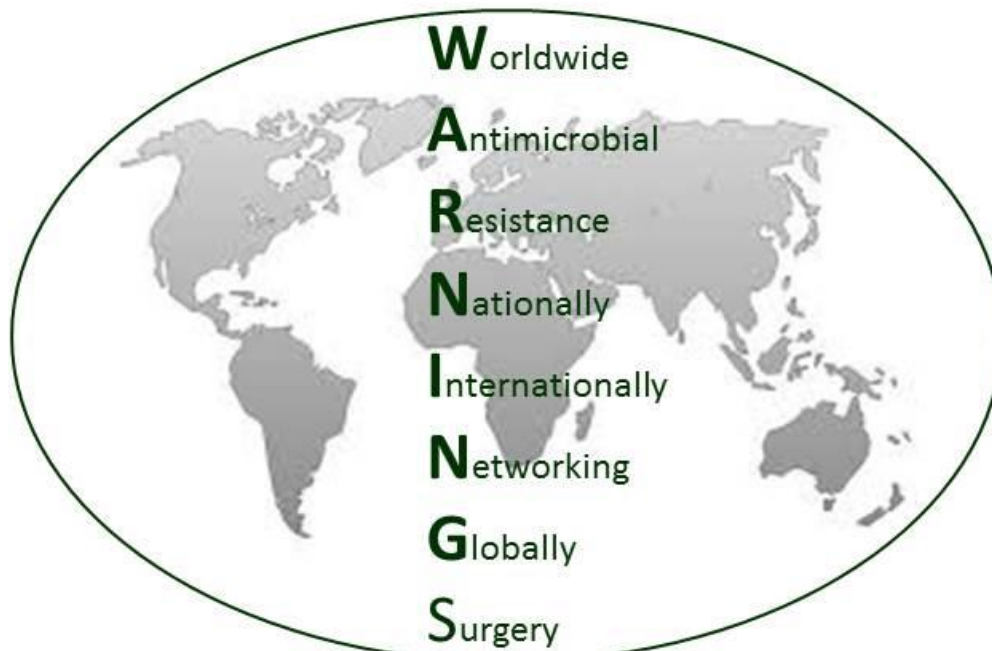 Worldwide
Antimicrobial
Resistance
Nationally
Internationally
Networking
Globally
Surgery